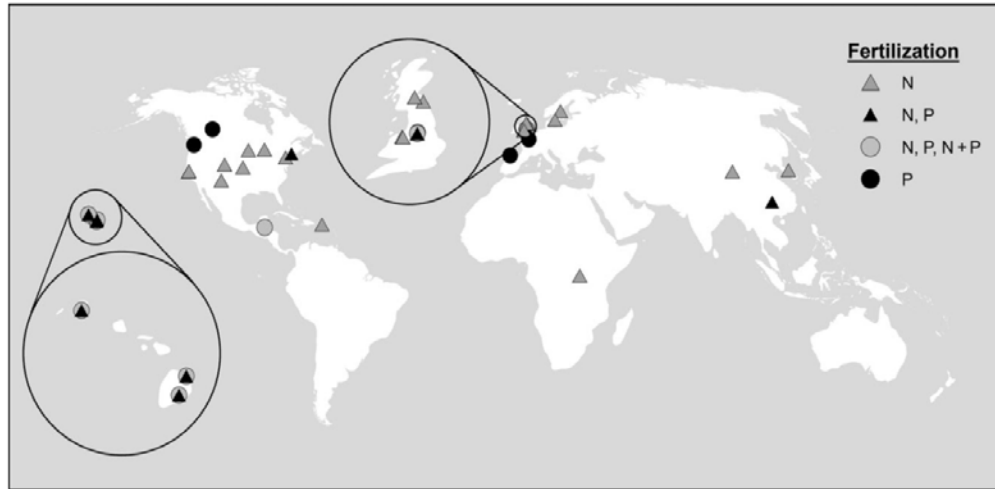 Fertilization
N
N, P
N, P, N + P
P